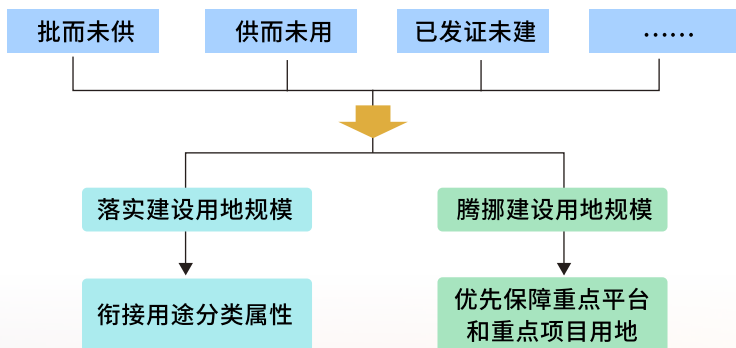 批而未供
供而未用
已发证未建
……
落实建设用地规模
腾挪建设用地规模
衔接用途分类属性
优先保障重点平台
和重点项目用地